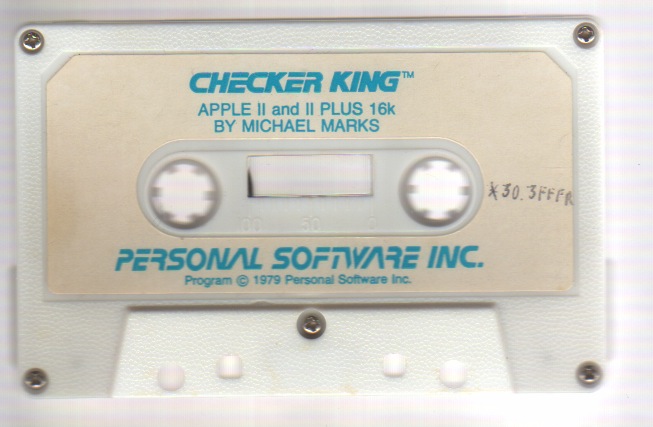 CHECKER KING™
APPLE II and II PLUS 16k
BY MICHAEL MARKS
*30.3FFFR
00 50 0
PERSONAL SOFTWARE INC.
Program © 1979 Personal Software Inc.